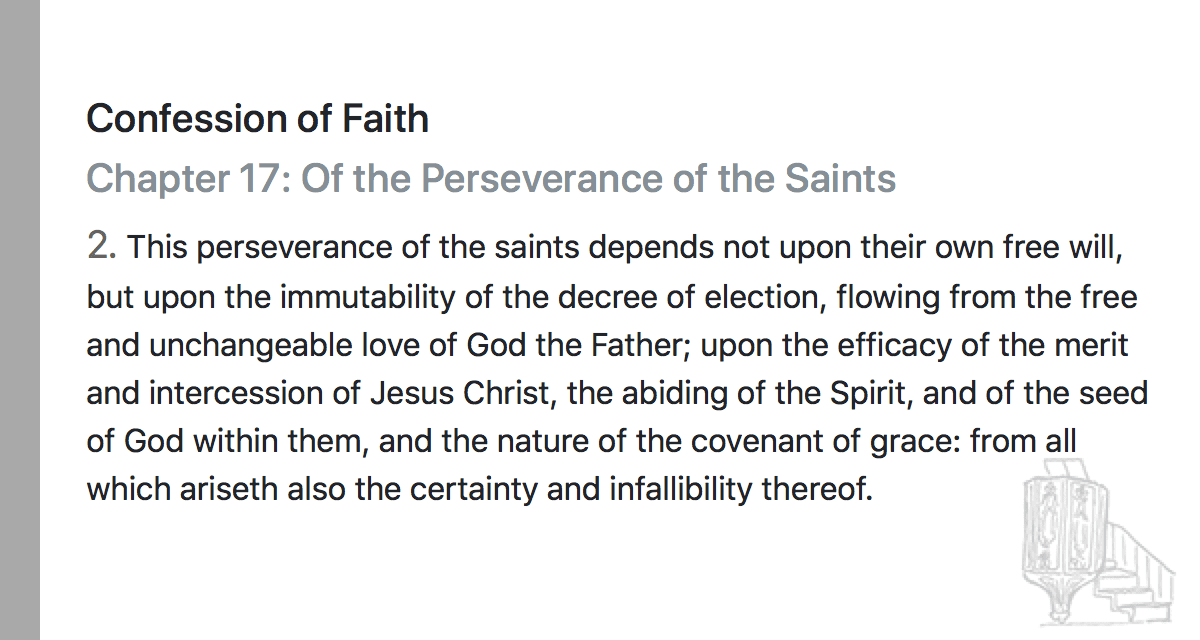 Confession of Faith
Chapter 17: Of the Perseverance of the Saints
2. This perseverance of the saints depends not upon their own free will,
but upon the immutability of the decree of election, flowing from the free
and unchangeable love of God the Father; upon the efficacy of the merit
and intercession of Jesus Christ, the abiding of the Spirit, and of the seed
of God within them, and the nature of the covenant of grace: from all
which ariseth also the certainty and infallibility thereof.